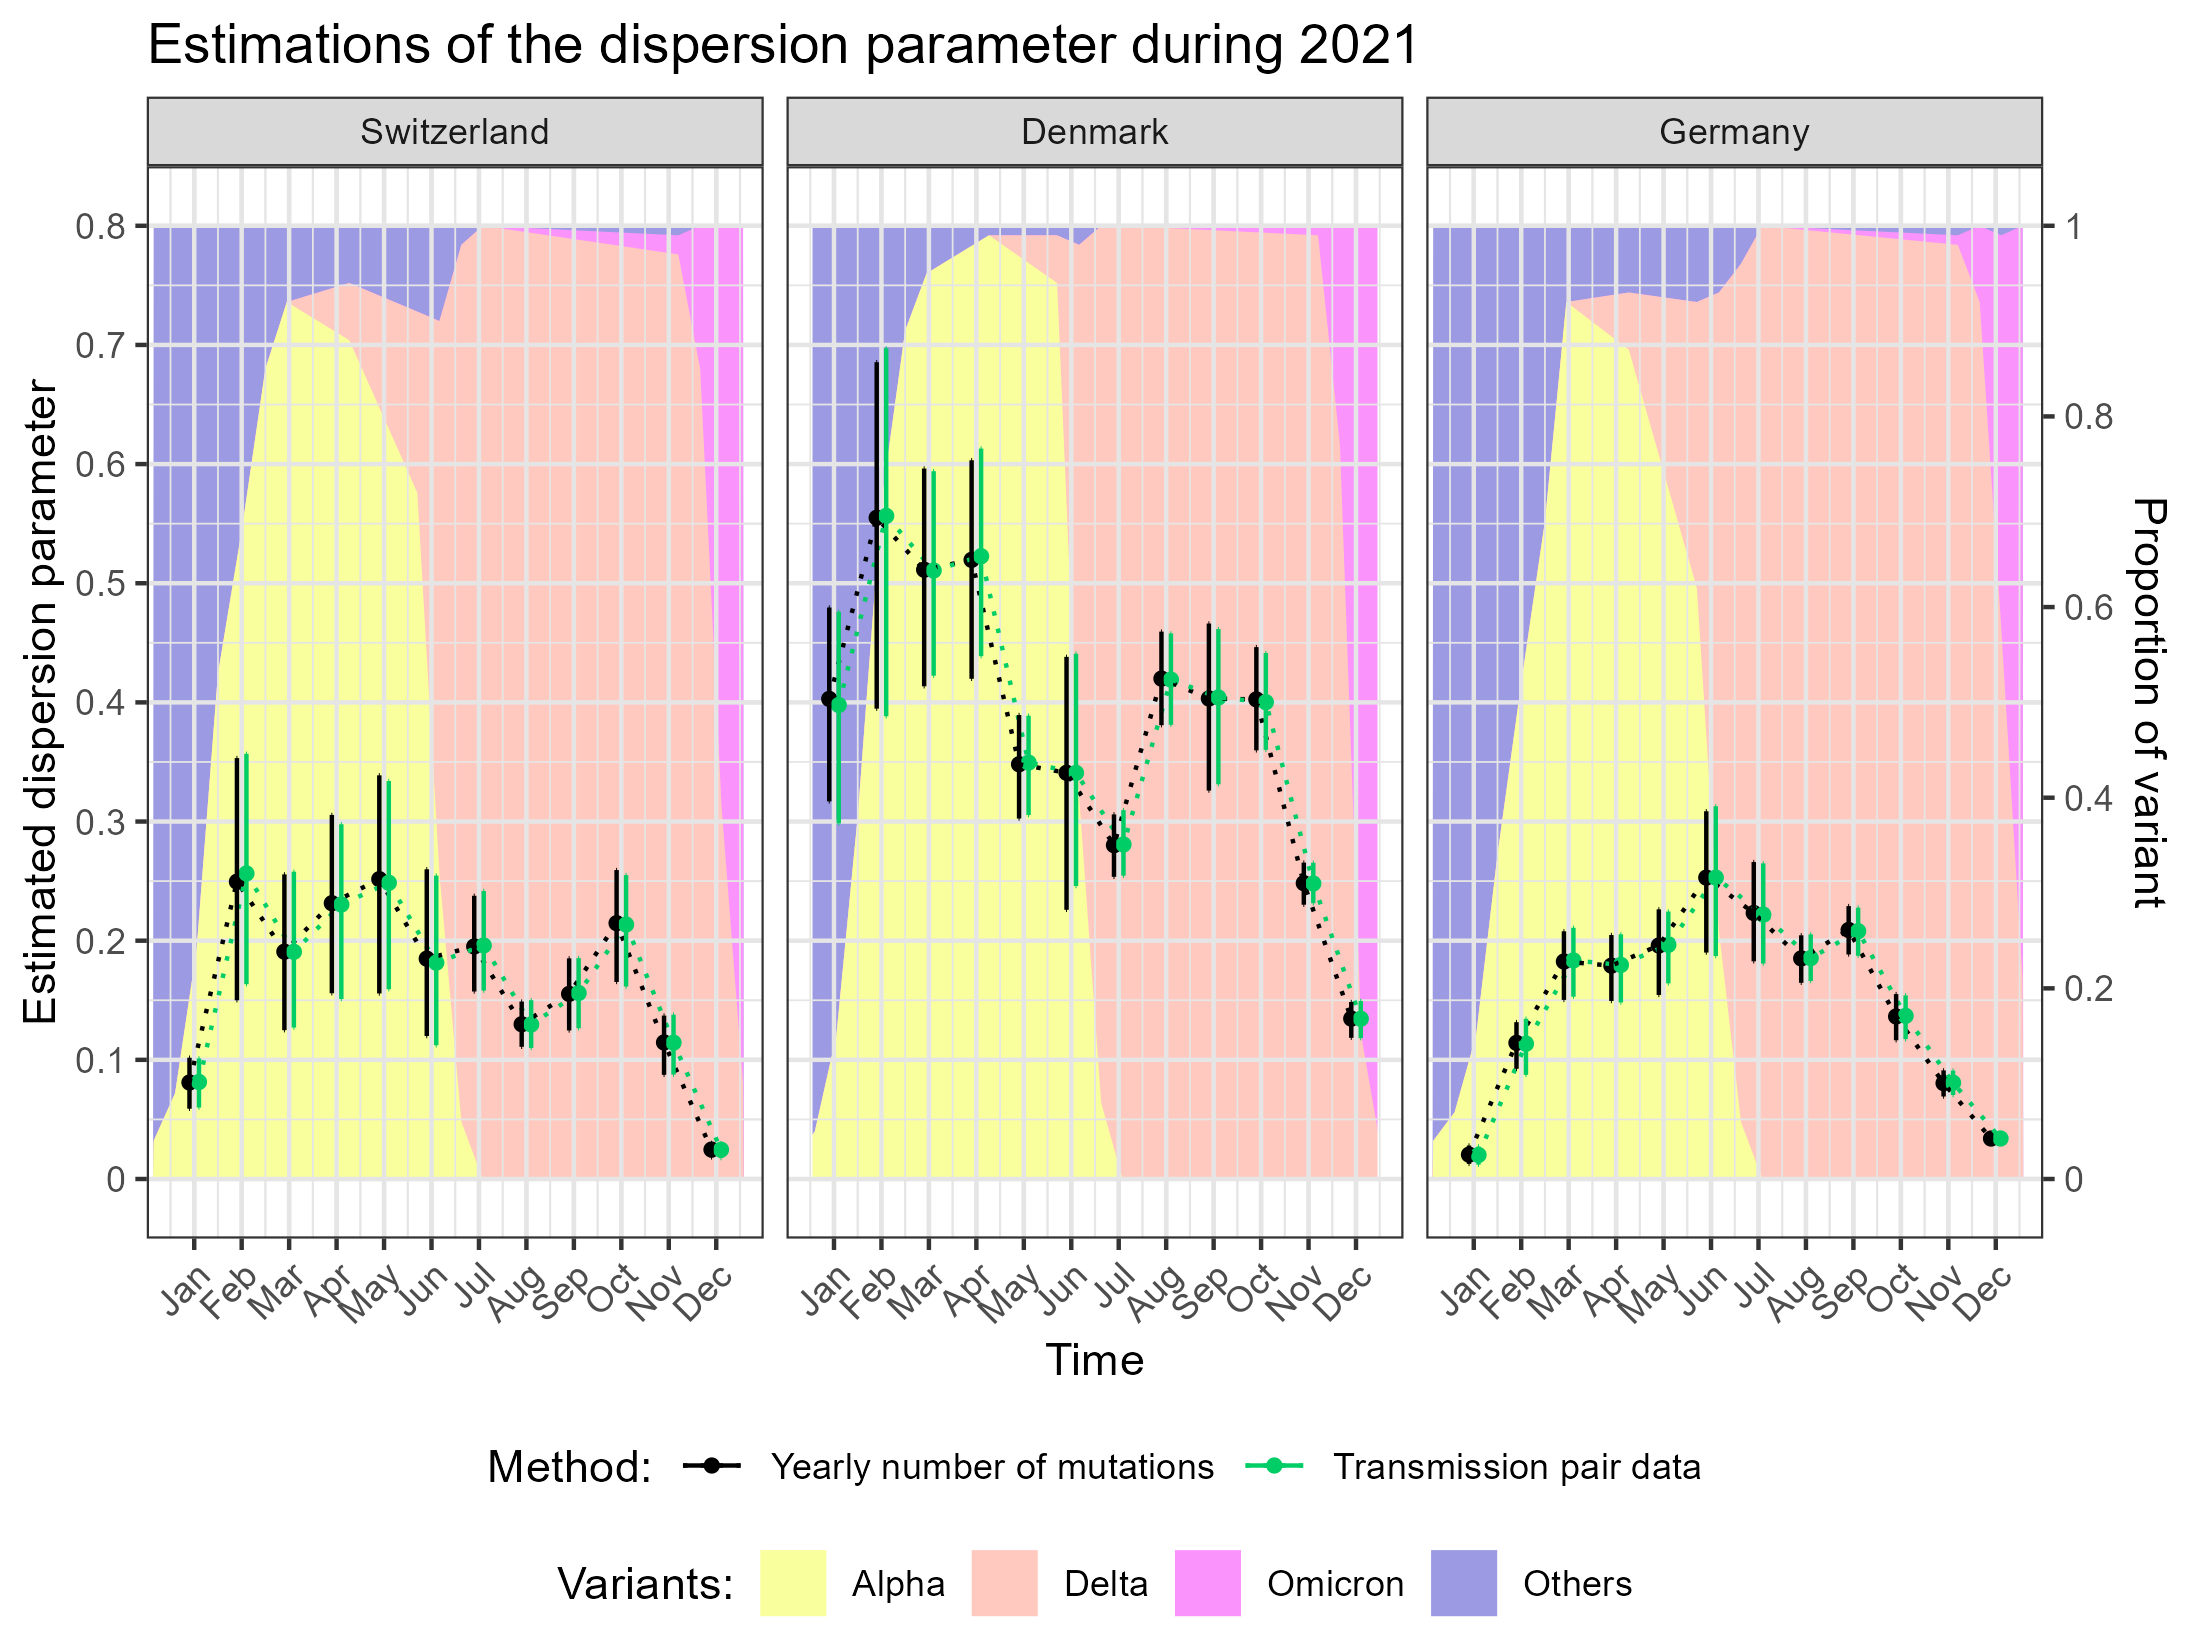 Estimations of the dispersion parameter during 2021
Switzerland
Denmark
Germany
Estimated dispersion parameter
0.8
0.7
0.6
0.5
0.4
0.3
0.2
0.1
0
1
0.8
0.6
0.4
0.2
0
Proportion of variant
Jan Feb Mar Apr May Jun Jul Aug Sep Oct Nov Dec
Jan Feb Mar Apr May Jun Jul Aug Sep Oct Nov Dec
Jan Feb Mar Apr May Jun Jul Aug Sep Oct Nov Dec
Time
Method: Yearly number of mutations Transmission pair data
Variants: Alpha Delta Omicron Others